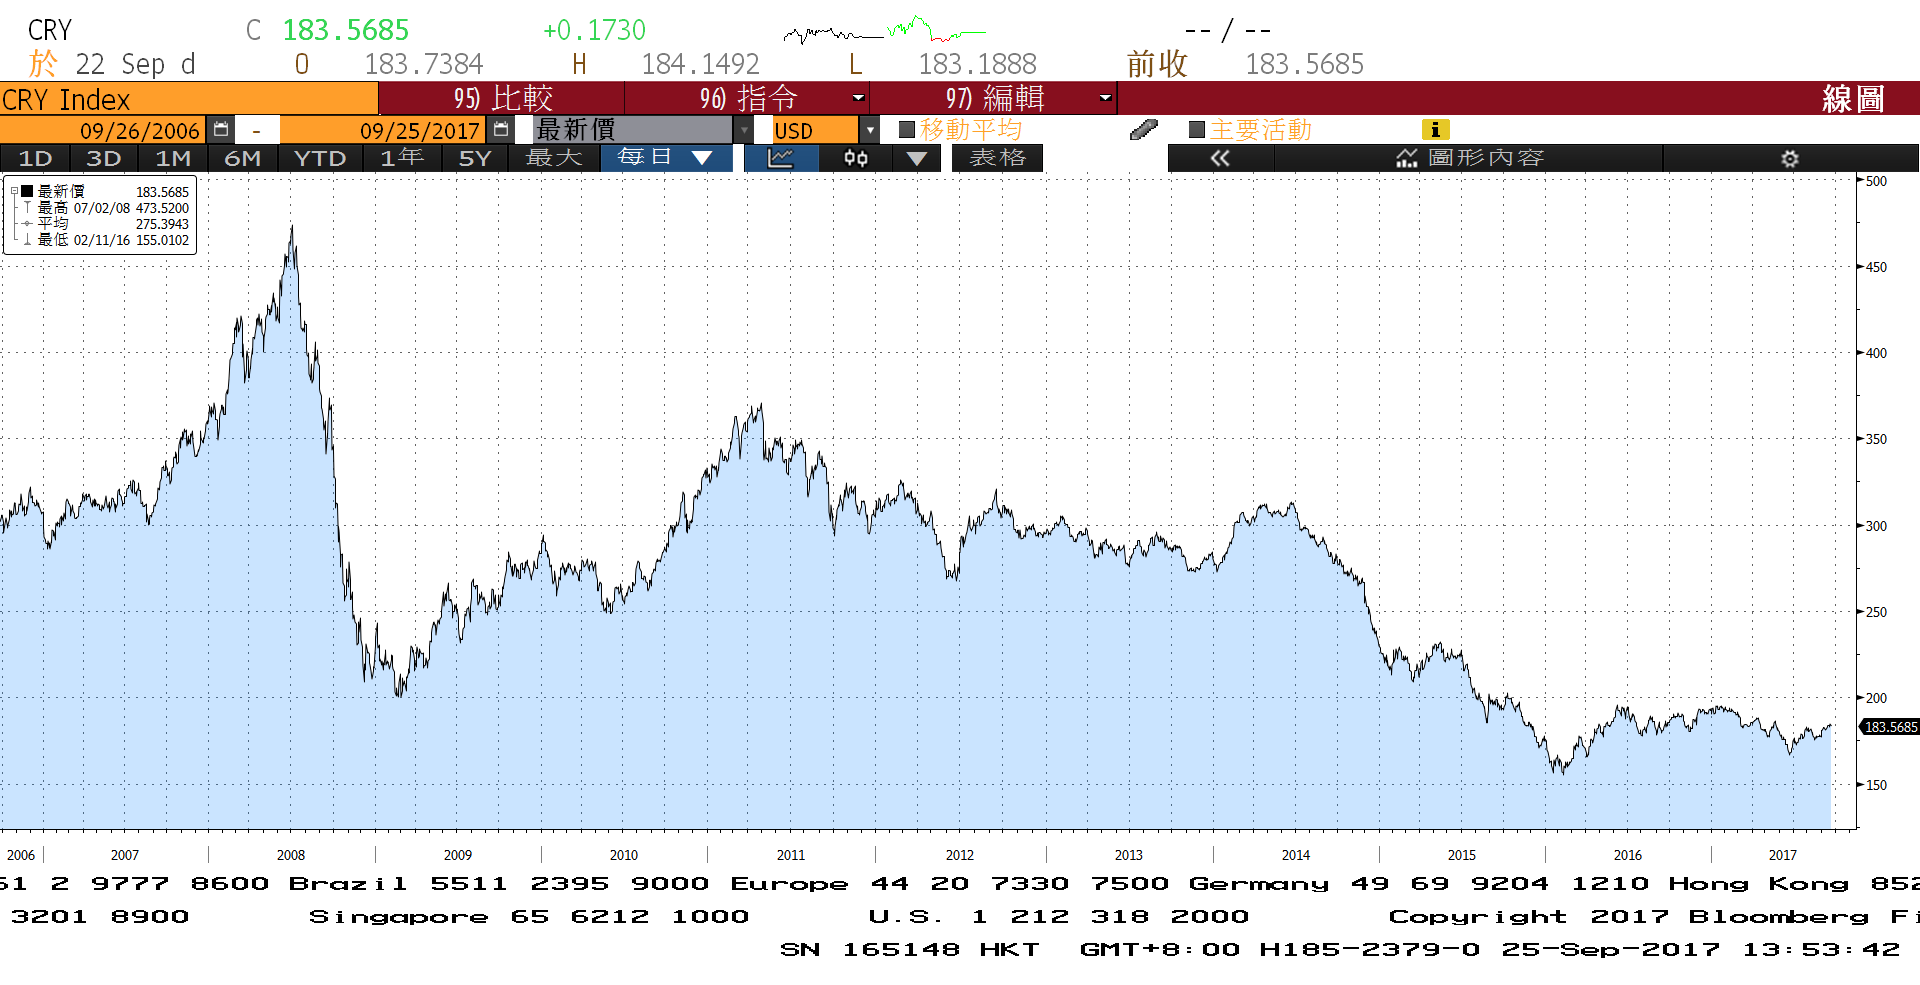 CRY C 183.5685 +0.1730 -- / --
於 22 Sep d O 183.7384 H 184.1492 L 183.1888 前收 183.5685
CRY Index 95) 比較 96) 指令 97) 編輯 線圖
09/26/2006 - 09/25/2017 最新價 USD 移動平均 主要活動 i
1D 3D 1M 6M YTD 1年 5Y 最大 每日 ▼ 表格 « 圖形內容
最新價 183.5685
最高 07/02/08 473.5200
平均 275.3943
最低 02/11/16 155.0102
500
450
400
350
300
250
200
183.5685
150
2006 2007 2008 2009 2010 2011 2012 2013 2014 2015 2016 2017
61 2 9777 8600 Brazil 5511 2395 9000 Europe 44 20 7330 7500 Germany 49 69 9204 1210 Hong Kong 852
3201 8900 Singapore 65 6212 1000 U.S. 1 212 318 2000 Copyright 2017 Bloomberg Fi
SN 165148 HKT GMT+8:00 H185-2379-0 25-Sep-2017 13:53:42